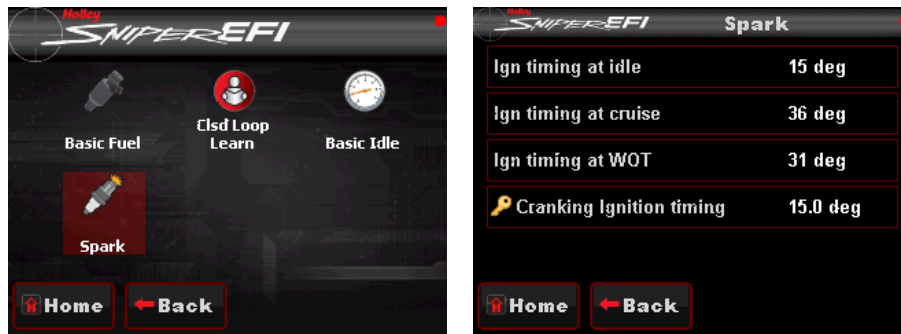 Holley
SNIPER EFI
Basic Fuel
Clsd Loop
Learn
Basic Idle
Spark
Home
Back
Holley
SNIPER EFI
Spark
Ign timing at idle 15 deg
Ign timing at cruise 36 deg
Ign timing at WOT 31 deg
Cranking Ignition timing 15.0 deg
Home
Back